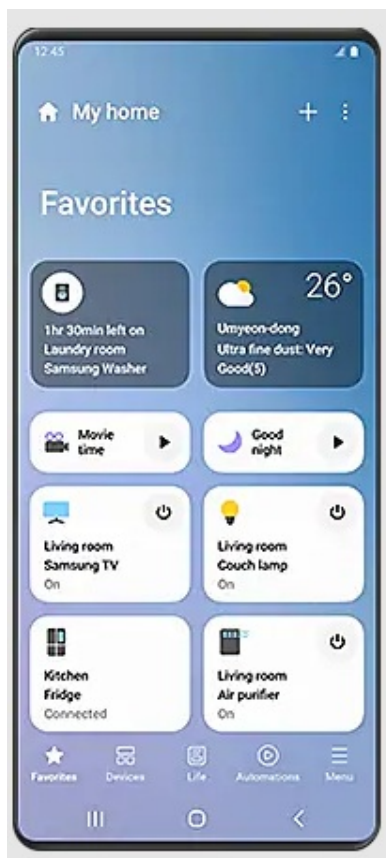 12:45
My home
Favorites
1hr 30min left on
Laundry room
Samsung Washer
26°
Umyeon-dong
Ultra fine dust: Very
Good(5)
Movie
time
Good
night
Living room
Samsung TV
On
Living room
Couch lamp
On
Kitchen
Fridge
Connected
Living room
Air purifier
On
Favorites
Devices
Life
Automations
Menu